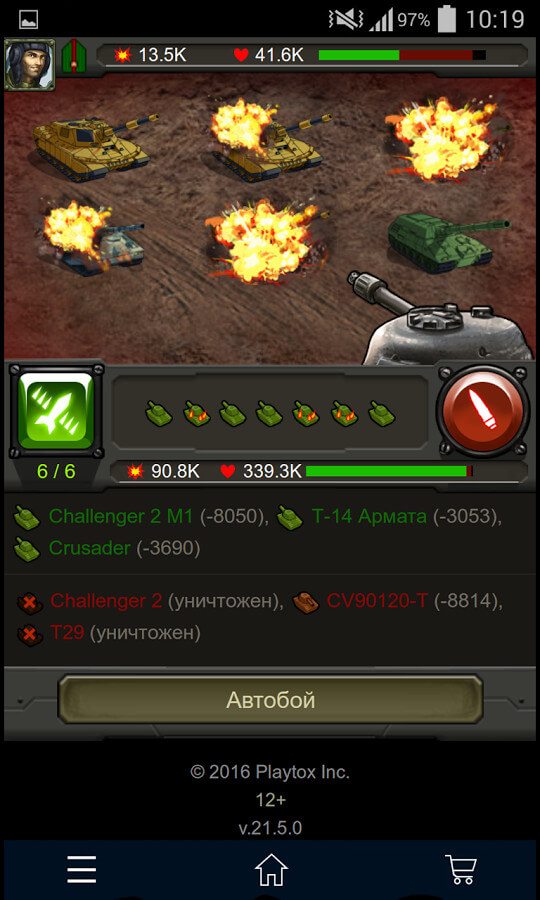 97% 10:19
13.5K 41.6K
6 / 6 90.8K 339.3K
Challenger 2 M1 (-8050), Т-14 Армата (-3053),
Crusader (-3690)
Challenger 2 (уничтожен), CV90120-T (-8814),
T29 (уничтожен)
Автобой
© 2016 Playtox Inc.
12+
v.21.5.0